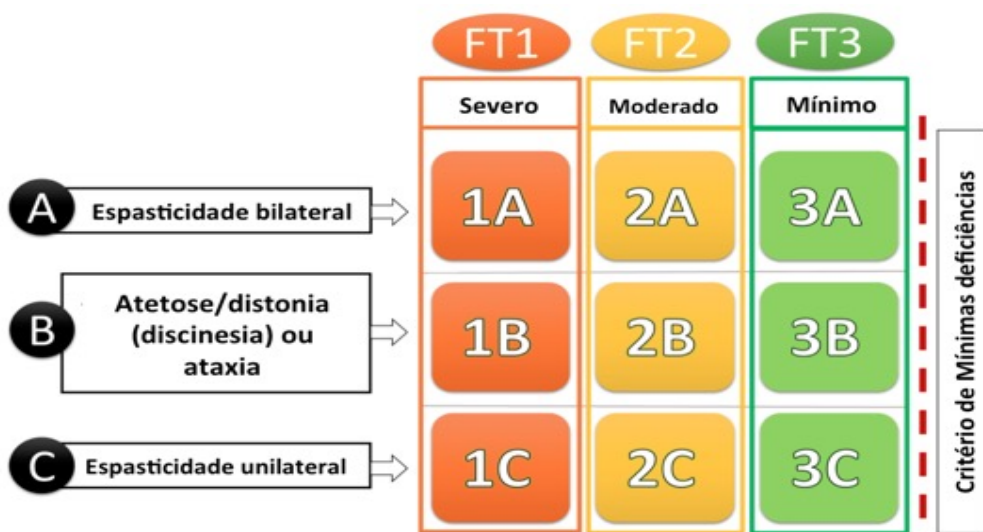 FT1 FT2 FT3
Severo Moderado Mínimo
A Espasticidade bilateral 1A 2A 3A
B Atetose/distonia
(discinesia) ou
ataxia
1B 2B 3B
C Espasticidade unilateral 1C 2C 3C
Critério de Mínimas deficiências